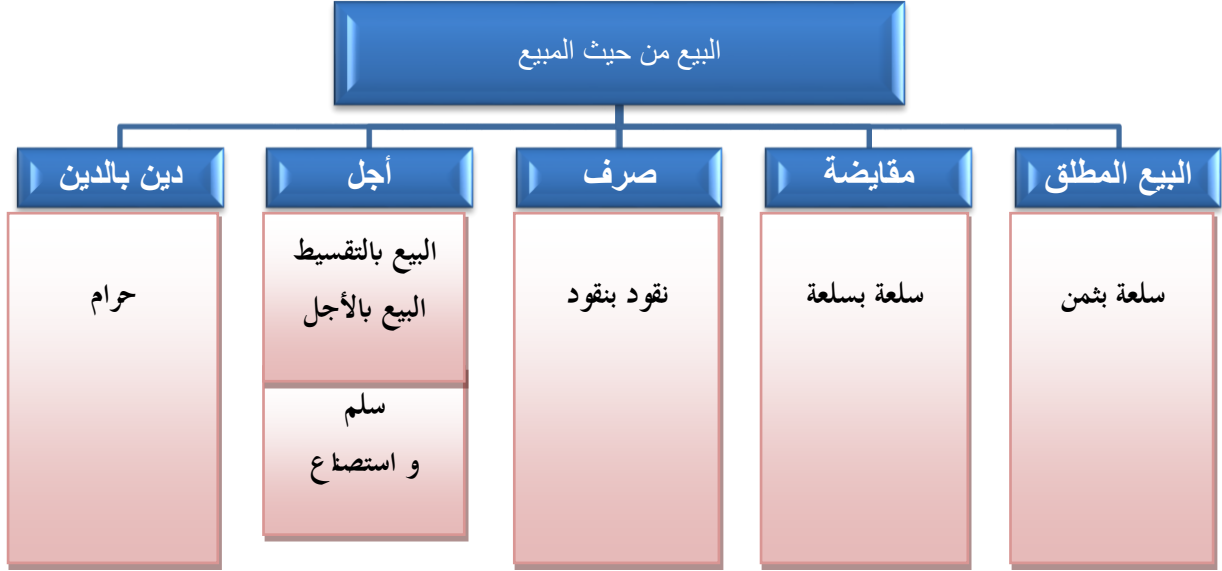 البيع من حيث المبيع
البيع المطلق
سلعة بثمن
مقايضة
سلعة بسلعة
صرف
نقود بنقود
أجل
البيع بالتقسيط
البيع بالأجل
سلم
و استصناع
دين بالدين
حرام